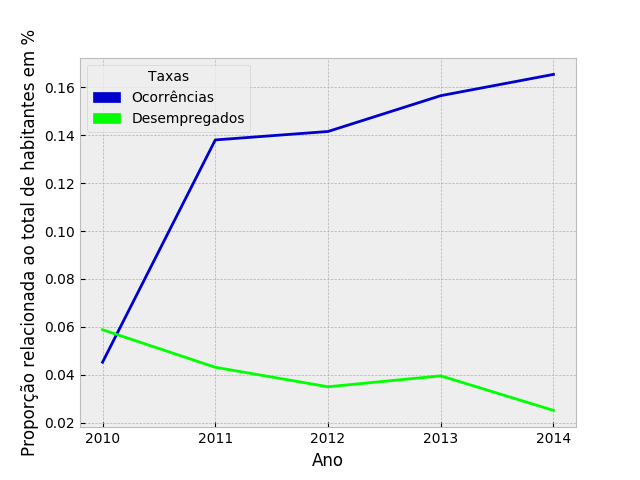 Proporção relacionada ao total de habitantes em %
Taxas
Ocorrências
Desempregados
0.16
0.14
0.12
0.10
0.08
0.06
0.04
0.02
2010 2011 2012 2013 2014
Ano